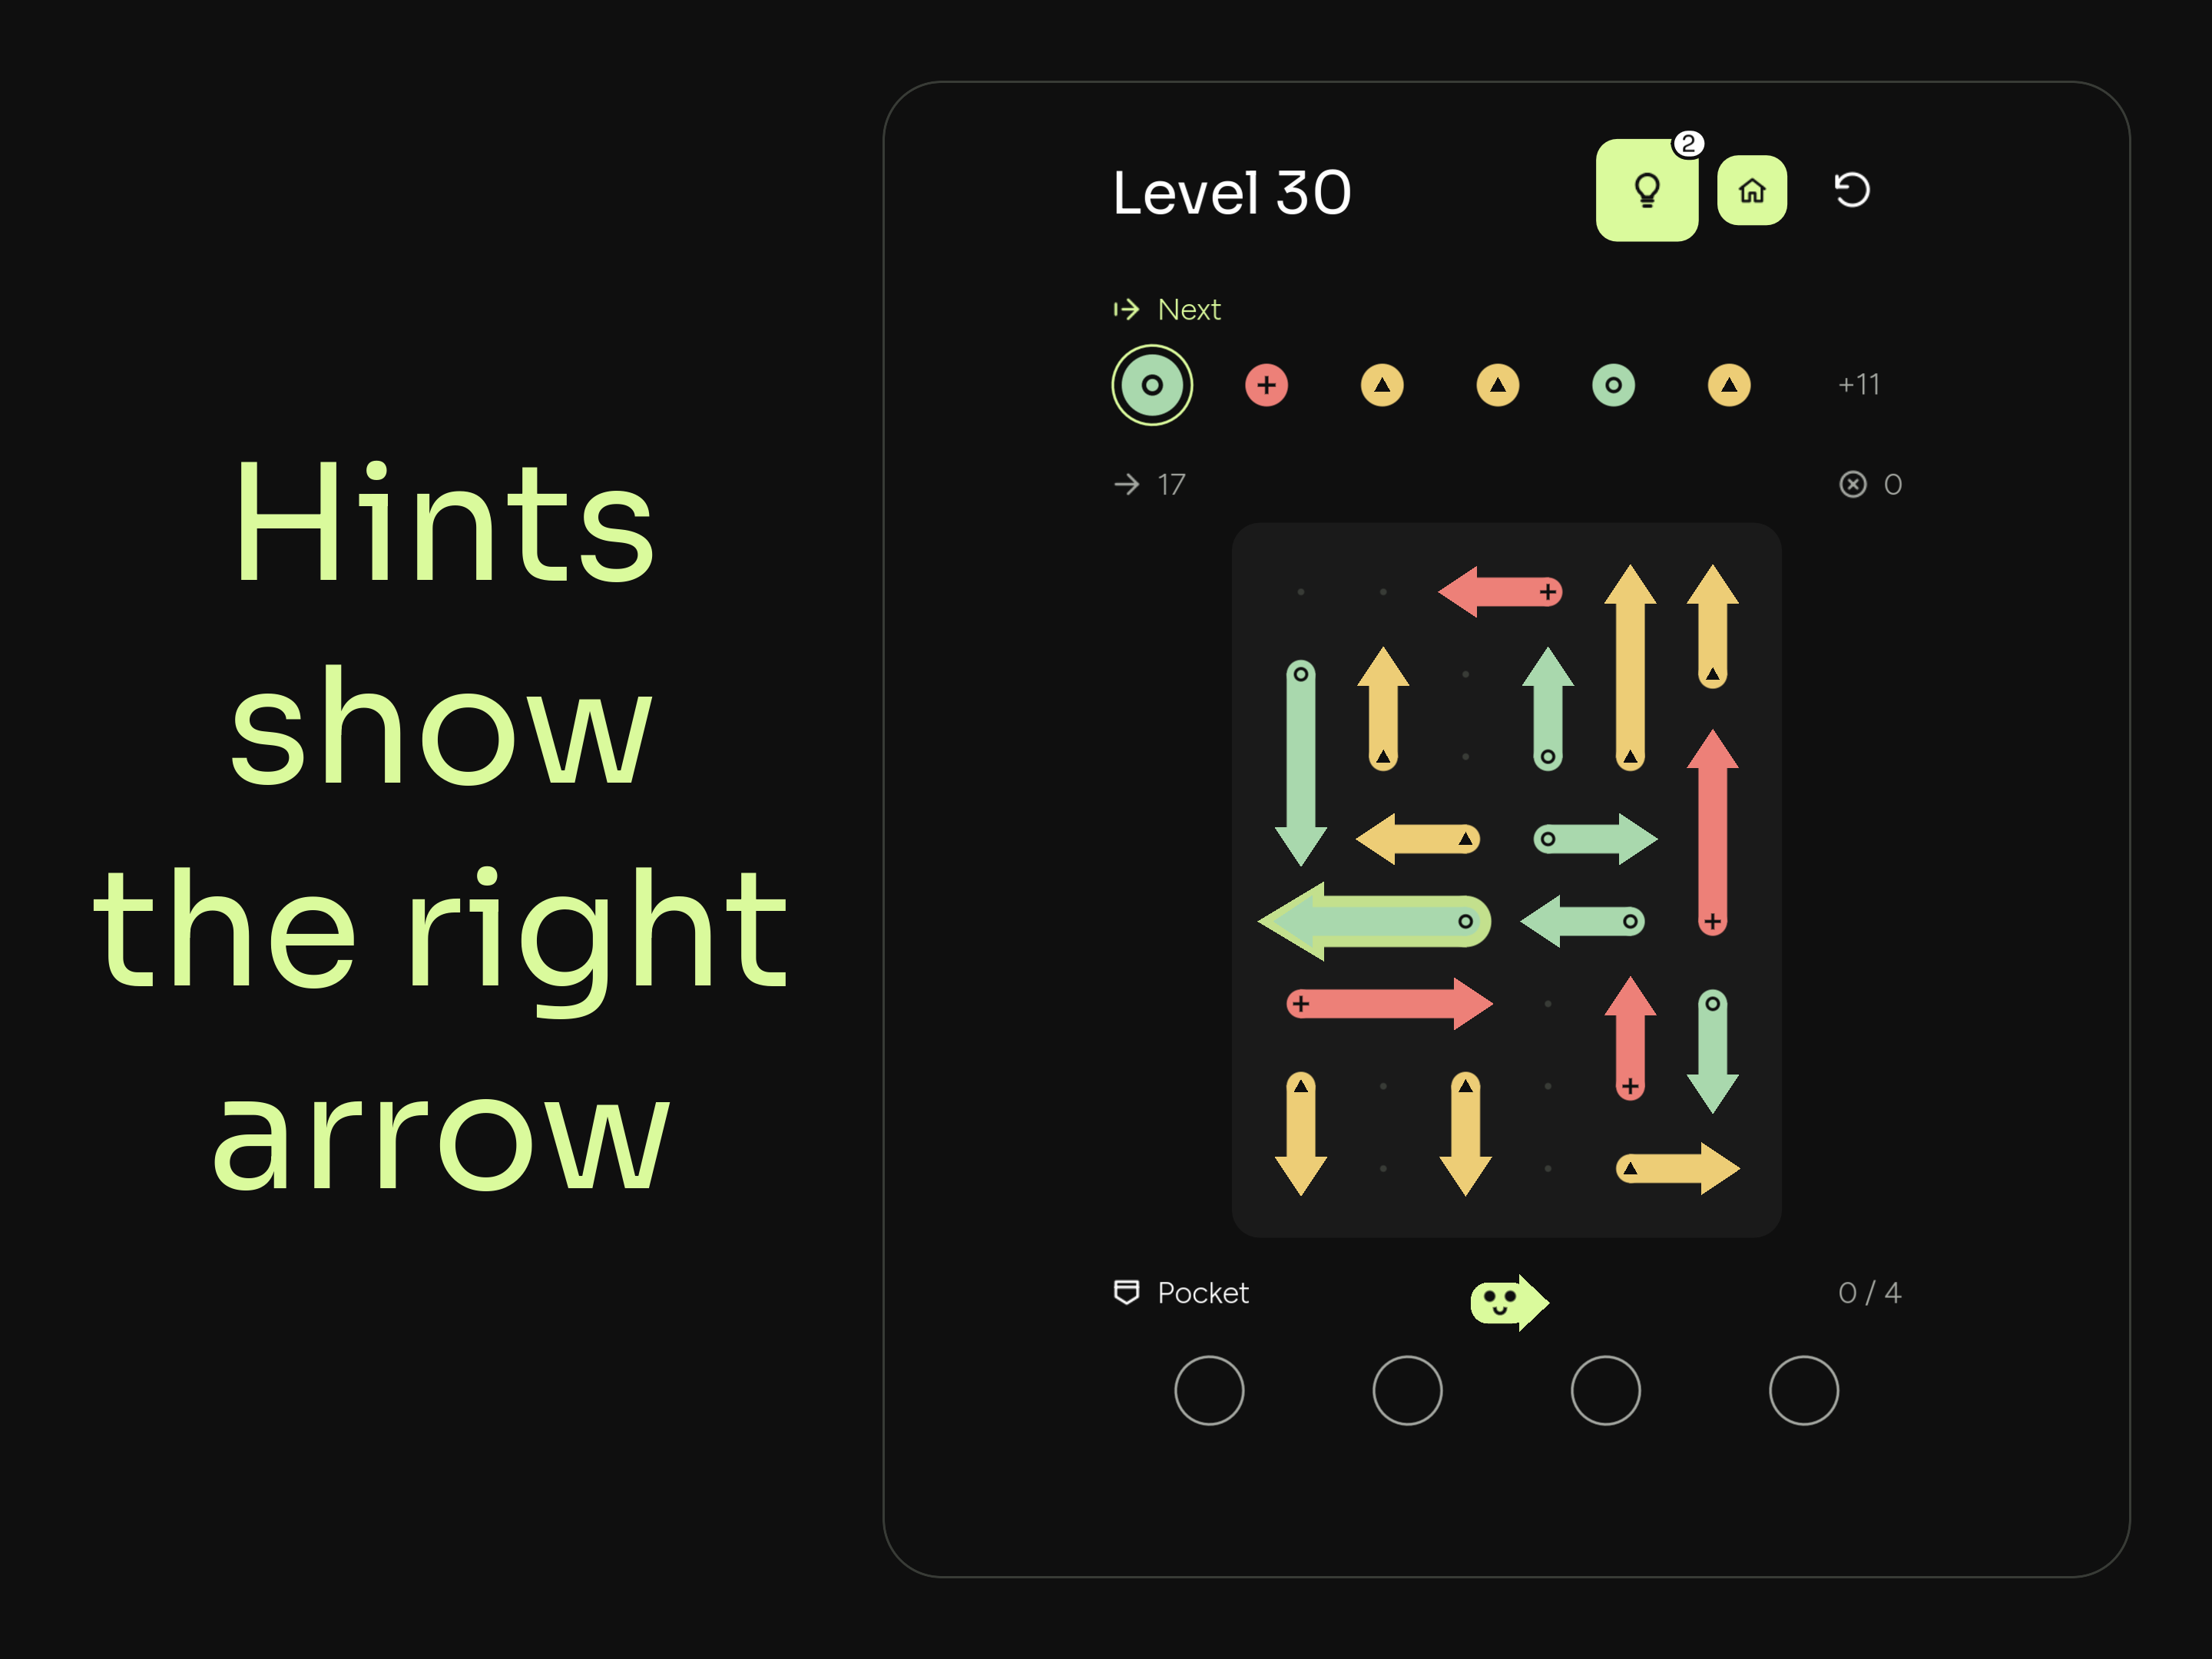 Hints
show
the right
arrow
Level 30
2
Next
+11
17
0
Pocket
0 / 4